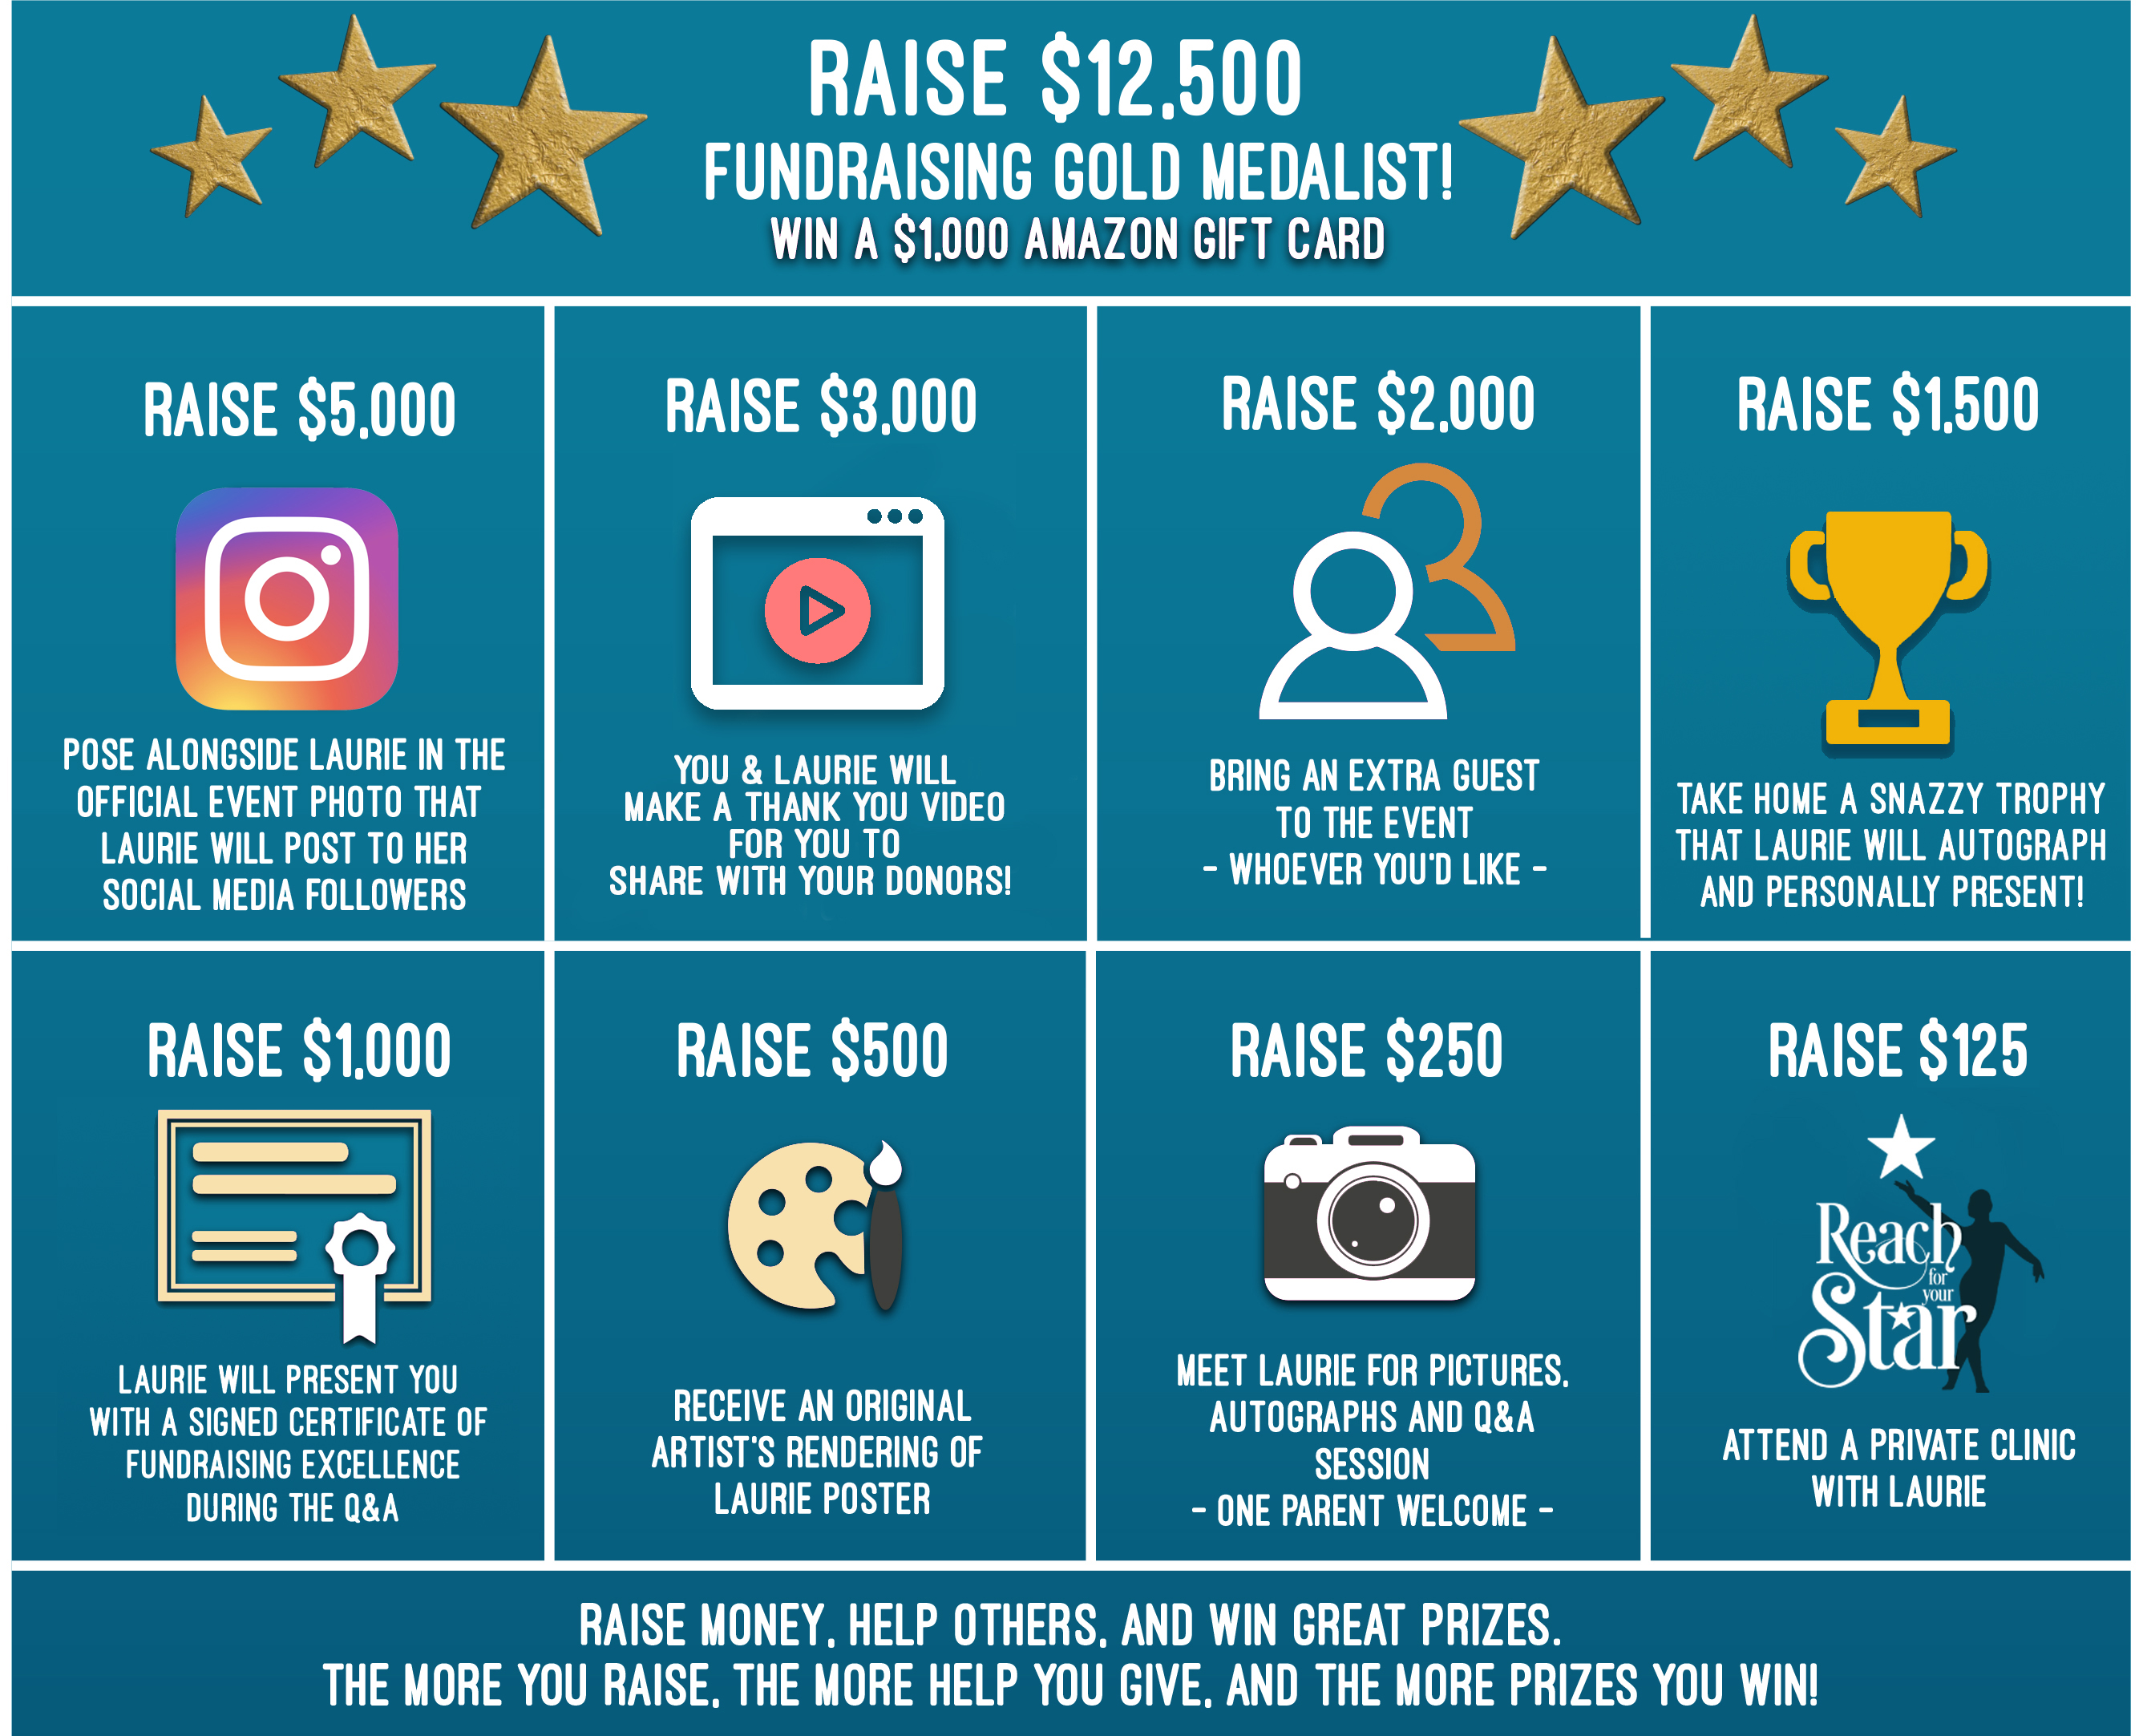 RAISE $12,500
FUNDRAISING GOLD MEDALIST!
WIN A $1,000 AMAZON GIFT CARD
RAISE $5,000
POSE ALONGSIDE LAURIE IN THE
OFFICIAL EVENT PHOTO THAT
LAURIE WILL POST TO HER
SOCIAL MEDIA FOLLOWERS
RAISE $3,000
YOU & LAURIE WILL
MAKE A THANK YOU VIDEO
FOR YOU TO
SHARE WITH YOUR DONORS!
RAISE $2,000
BRING AN EXTRA GUEST
TO THE EVENT
- WHOEVER YOU'D LIKE -
RAISE $1,500
TAKE HOME A SNAZZY TROPHY
THAT LAURIE WILL AUTOGRAPH
AND PERSONALLY PRESENT!
RAISE $1,000
LAURIE WILL PRESENT YOU
WITH A SIGNED CERTIFICATE OF
FUNDRAISING EXCELLENCE
DURING THE Q&A
RAISE $500
RECEIVE AN ORIGINAL
ARTIST'S RENDERING OF
LAURIE POSTER
RAISE $250
MEET LAURIE FOR PICTURES,
AUTOGRAPHS AND Q&A
SESSION
- ONE PARENT WELCOME -
RAISE $125
Reach
for
your
Star
ATTEND A PRIVATE CLINIC
WITH LAURIE
RAISE MONEY, HELP OTHERS, AND WIN GREAT PRIZES.
THE MORE YOU RAISE, THE MORE HELP YOU GIVE, AND THE MORE PRIZES YOU WIN!